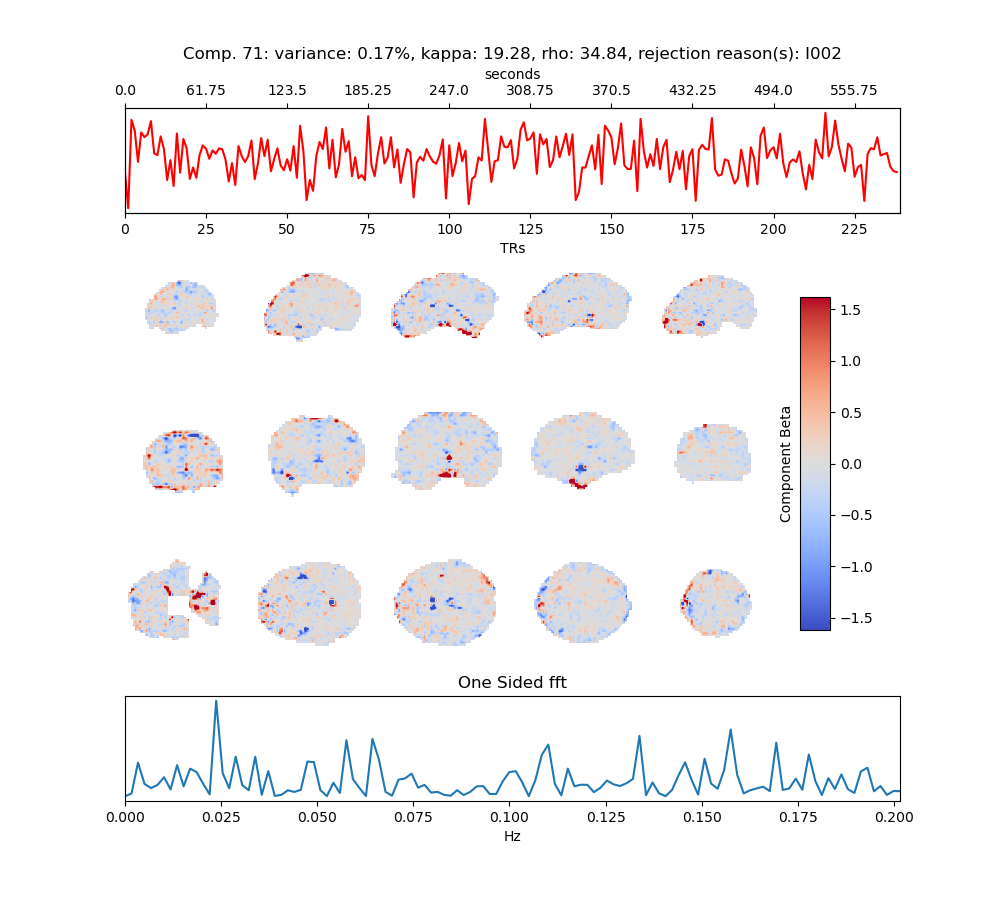 Comp. 71: variance: 0.17%, kappa: 19.28, rho: 34.84, rejection reason(s): I002
seconds
0.0 61.75 123.5 185.25 247.0 308.75 370.5 432.25 494.0 555.75
0 25 50 75 100 125 150 175 200 225
TRs
1.5
1.0
0.5
0.0
−0.5
−1.0
−1.5
Component Beta
One Sided fft
0.000 0.025 0.050 0.075 0.100 0.125 0.150 0.175 0.200
Hz